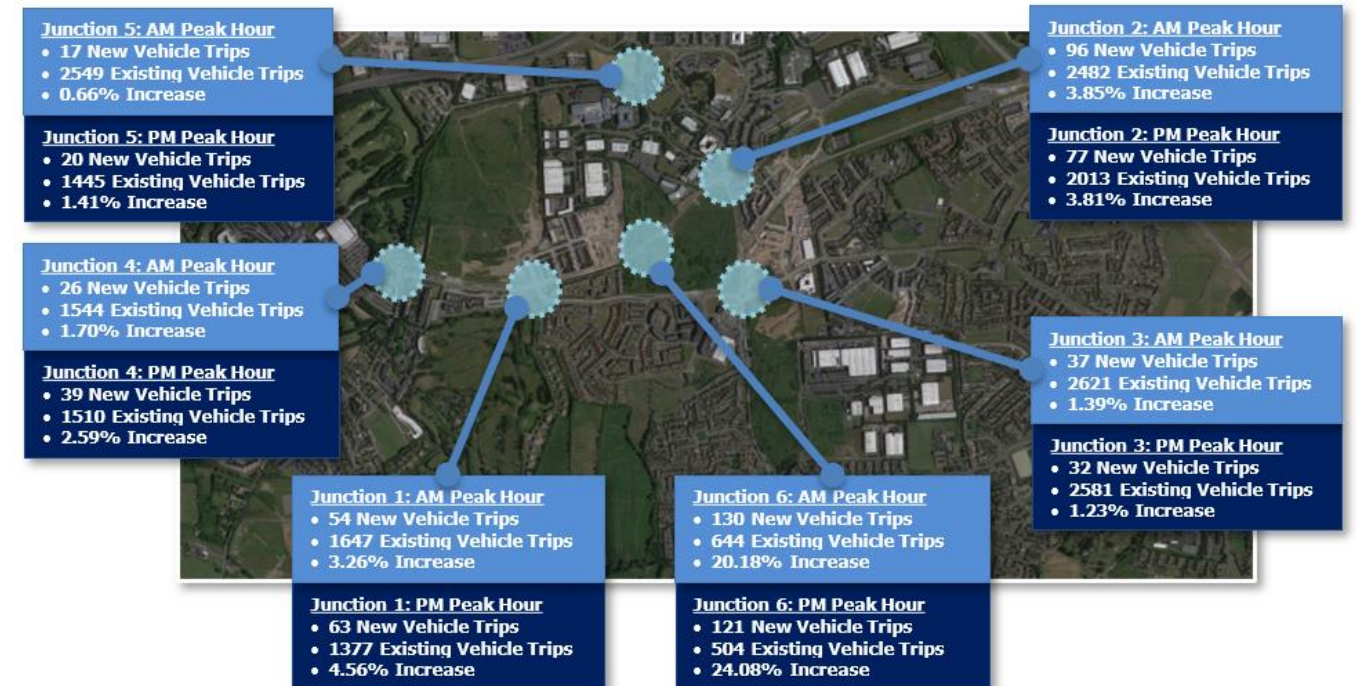 Junction 5: AM Peak Hour
• 17 New Vehicle Trips
• 2549 Existing Vehicle Trips
• 0.66% Increase
Junction 5: PM Peak Hour
• 20 New Vehicle Trips
• 1445 Existing Vehicle Trips
• 1.41% Increase
Junction 2: AM Peak Hour
• 96 New Vehicle Trips
• 2482 Existing Vehicle Trips
• 3.85% Increase
Junction 2: PM Peak Hour
• 77 New Vehicle Trips
• 2013 Existing Vehicle Trips
• 3.81% Increase
Junction 4: AM Peak Hour
• 26 New Vehicle Trips
• 1544 Existing Vehicle Trips
• 1.70% Increase
Junction 4: PM Peak Hour
• 39 New Vehicle Trips
• 1510 Existing Vehicle Trips
• 2.59% Increase
Junction 3: AM Peak Hour
• 37 New Vehicle Trips
• 2621 Existing Vehicle Trips
• 1.39% Increase
Junction 3: PM Peak Hour
• 32 New Vehicle Trips
• 2581 Existing Vehicle Trips
• 1.23% Increase
Junction 1: AM Peak Hour
• 54 New Vehicle Trips
• 1647 Existing Vehicle Trips
• 3.26% Increase
Junction 1: PM Peak Hour
• 63 New Vehicle Trips
• 1377 Existing Vehicle Trips
• 4.56% Increase
Junction 6: AM Peak Hour
• 130 New Vehicle Trips
• 644 Existing Vehicle Trips
• 20.18% Increase
Junction 6: PM Peak Hour
• 121 New Vehicle Trips
• 504 Existing Vehicle Trips
• 24.08% Increase